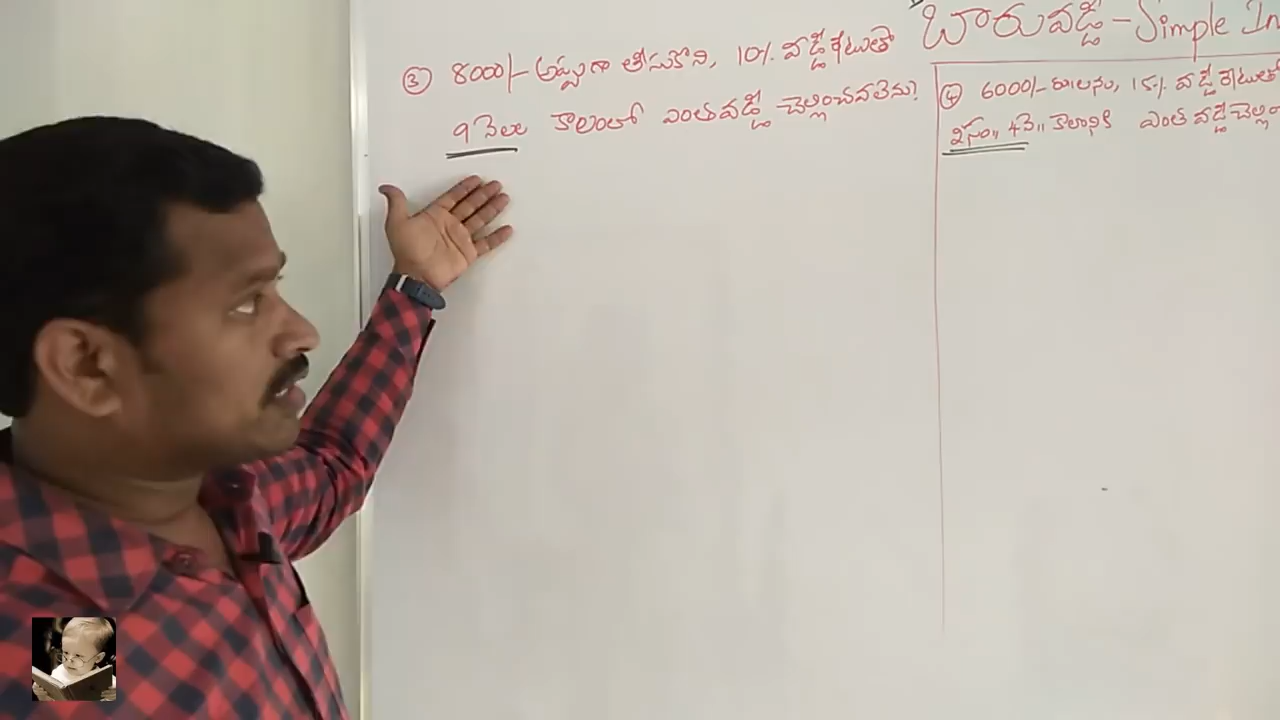 బారువడ్డీ - Simple In
③ 8000/- అప్పుగా తీసుకొని, 10% వడ్డీ రేటుతో
9 నెలల కాలంలో ఎంత వడ్డీ చెల్లించవలెను?
④ 6000/- రూ॥లను, 15% వడ్డీ రేటుతో
2సం॥ 4నె॥ కాలానికి ఎంత వడ్డీ చెల్లిం